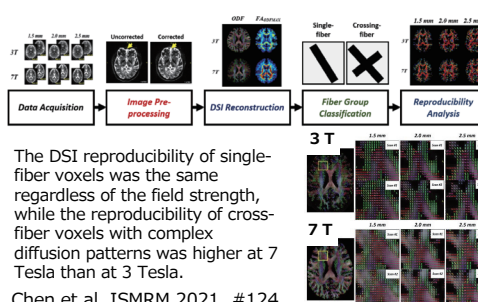 1.5 mm 2.0 mm 2.5 mm
Uncorrected Corrected
ODF
Single-fiber
Crossing-fiber
1.5 mm 2.0 mm 2.5 m
3T
7T
3T
7T
3T
7T
Data Acquisition
Image Pre-processing
DSI Reconstruction
Fiber Group Classification
Reproducibility Analysis
The DSI reproducibility of single-
fiber voxels was the same
regardless of the field strength,
while the reproducibility of cross-
fiber voxels with complex
diffusion patterns was higher at 7
Tesla than at 3 Tesla.
Chen et al. ISMRM 2021. #124
3 T
1.5 mm 2.0 mm 2.5 mm
7 T
1.5 mm 2.0 mm 2.5 mm